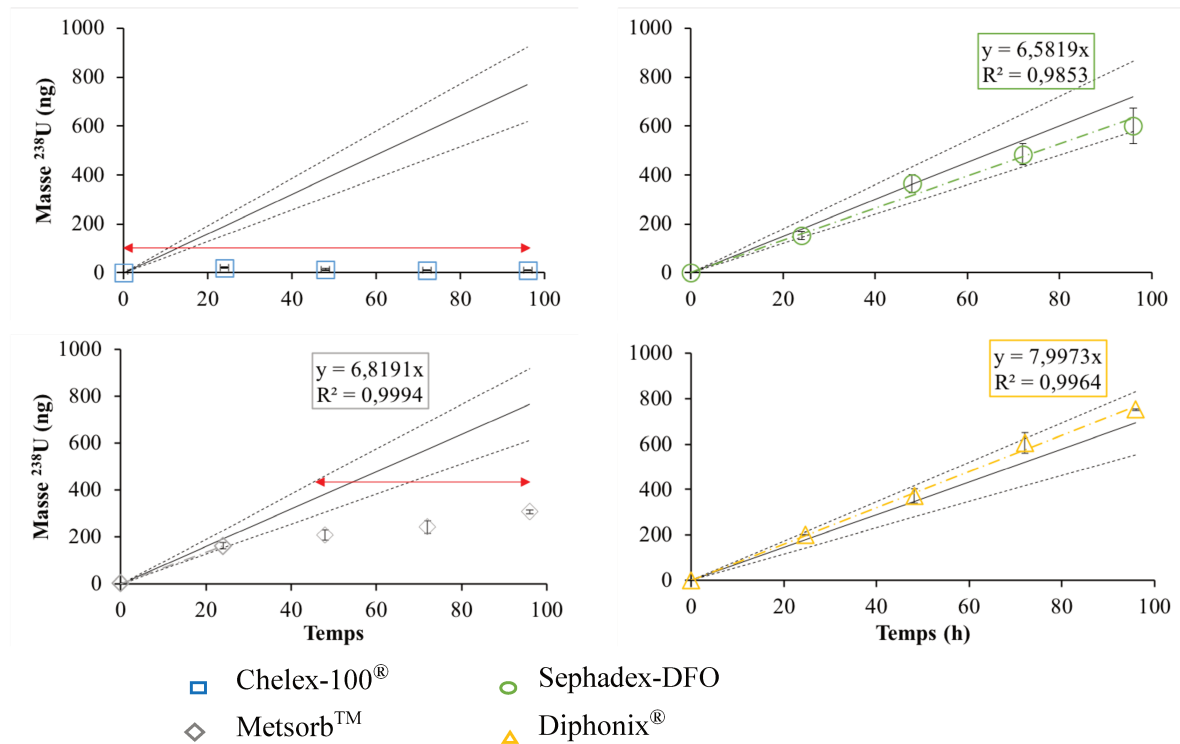 1000
800
600
400
200
0
Masse ²³⁸U (ng)
0 20 40 60 80 100
1000
800
600
400
200
0
y = 6,5819x
R² = 0,9853
0 20 40 60 80 100
1000
800
600
400
200
0
Masse ²³⁸U (ng)
y = 6,8191x
R² = 0,9994
0 20 40 60 80 100
Temps
1000
800
600
400
200
0
y = 7,9973x
R² = 0,9964
0 20 40 60 80 100
Temps (h)
Chelex-100® Sephadex-DFO
Metsorb™ Diphonix®